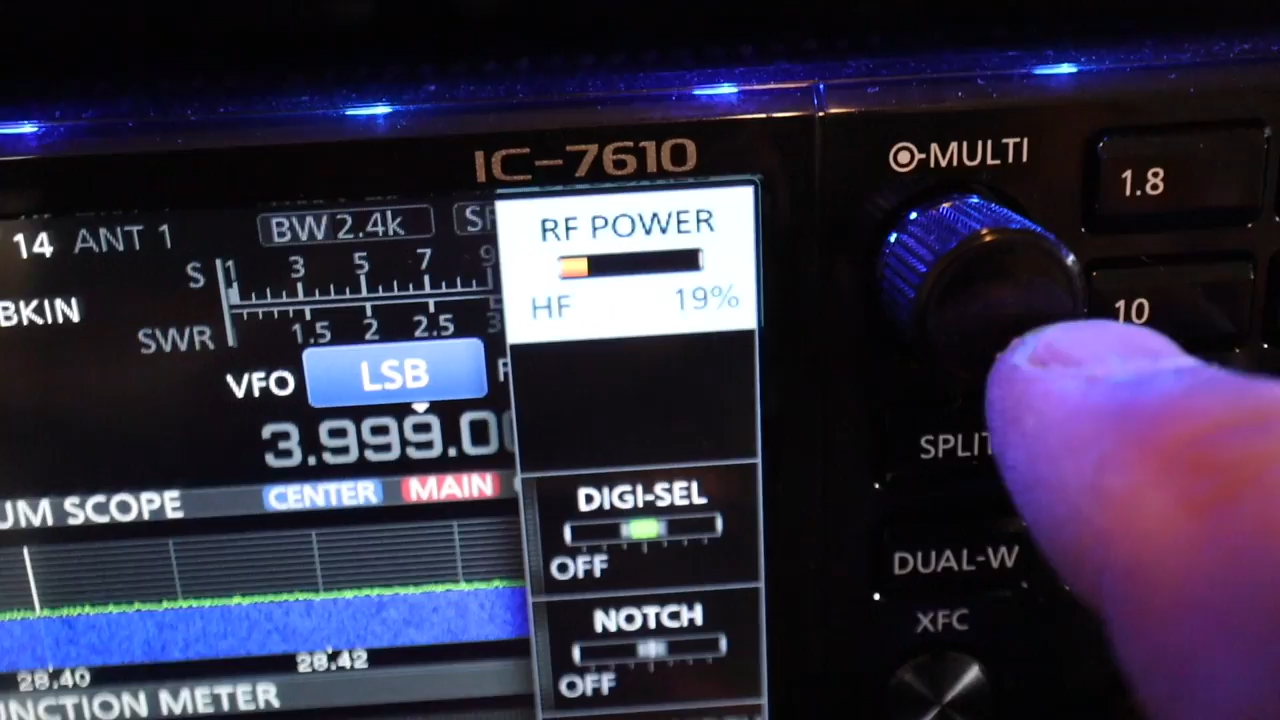 IC-7610
MULTI
1.8
14 ANT 1
BW 2.4k
RF POWER
HF 19%
S 1 3 5 7 9
BKIN
SWR 1.5 2 2.5 3
10
VFO LSB
3.999.0
SPLIT
CENTER MAIN
UM SCOPE
DIGI-SEL
OFF
DUAL-W
NOTCH
OFF
XFC
28.40 28.42
NCTION METER